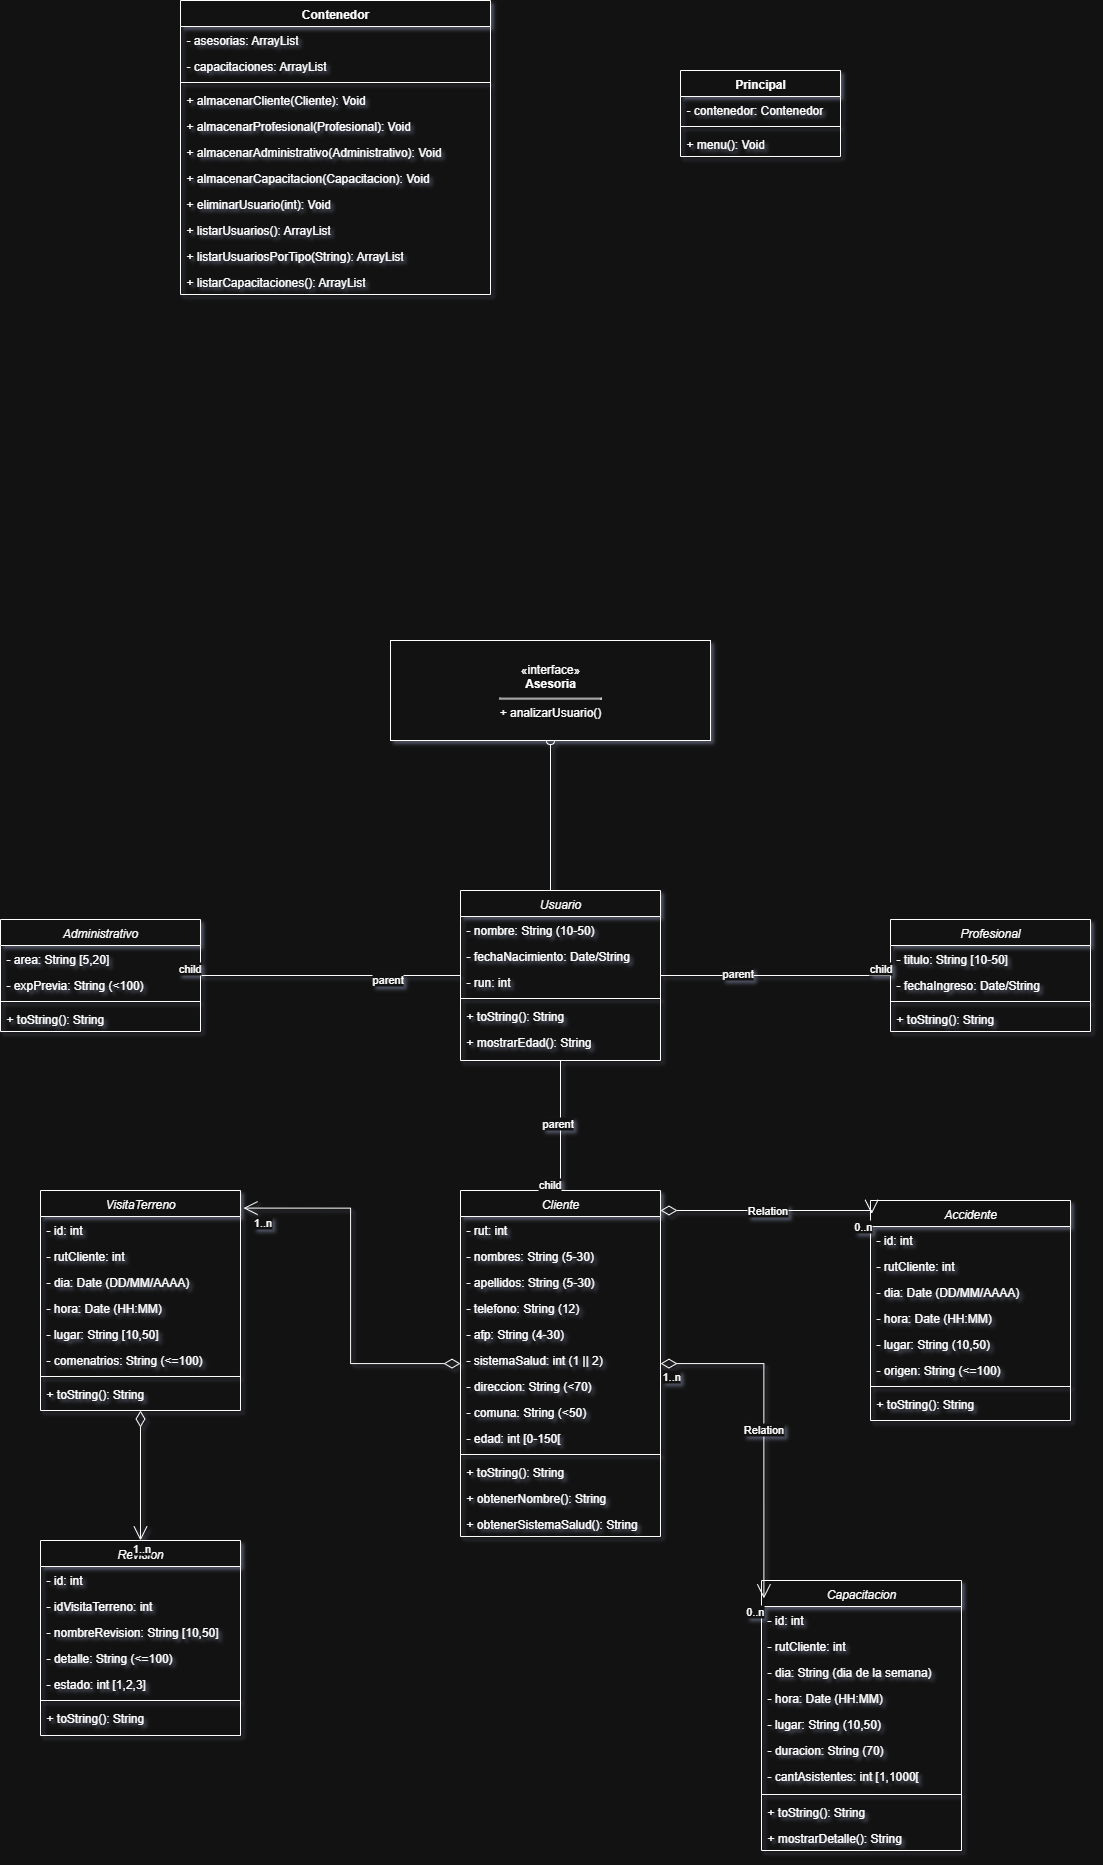 Contenedor
- asesorias: ArrayList
- capacitaciones: ArrayList
+ almacenarCliente(Cliente): Void
+ almacenarProfesional(Profesional): Void
+ almacenarAdministrativo(Administrativo): Void
+ almacenarCapacitacion(Capacitacion): Void
+ eliminarUsuario(int): Void
+ listarUsuarios(): ArrayList
+ listarUsuariosPorTipo(String): ArrayList
+ listarCapacitaciones(): ArrayList
Principal
- contenedor: Contenedor
+ menu(): Void
«interface»
Asesoria
+ analizarUsuario()
Administrativo
- area: String [5,20]
- expPrevia: String (<100)
+ toString(): String
child
parent
Usuario
- nombre: String (10-50)
- fechaNacimiento: Date/String
- run: int
+ toString(): String
+ mostrarEdad(): String
parent
child
Profesional
- titulo: String [10-50]
- fechaIngreso: Date/String
+ toString(): String
parent
child
VisitaTerreno
- id: int
- rutCliente: int
- dia: Date (DD/MM/AAAA)
- hora: Date (HH:MM)
- lugar: String [10,50]
- comenatrios: String (<=100)
+ toString(): String
1..n
Cliente
- rut: int
- nombres: String (5-30)
- apellidos: String (5-30)
- telefono: String (12)
- afp: String (4-30)
- sistemaSalud: int (1 || 2)
- direccion: String (<70)
- comuna: String (<50)
- edad: int [0-150[
+ toString(): String
+ obtenerNombre(): String
+ obtenerSistemaSalud(): String
Relation
0..n
Accidente
- id: int
- rutCliente: int
- dia: Date (DD/MM/AAAA)
- hora: Date (HH:MM)
- lugar: String (10,50)
- origen: String (<=100)
+ toString(): String
1..n
Relation
0..n
1..n
Revision
- id: int
- idVisitaTerreno: int
- nombreRevision: String [10,50]
- detalle: String (<=100)
- estado: int [1,2,3]
+ toString(): String
Capacitacion
- id: int
- rutCliente: int
- dia: String (dia de la semana)
- hora: Date (HH:MM)
- lugar: String (10,50)
- duracion: String (70)
- cantAsistentes: int [1,1000[
+ toString(): String
+ mostrarDetalle(): String